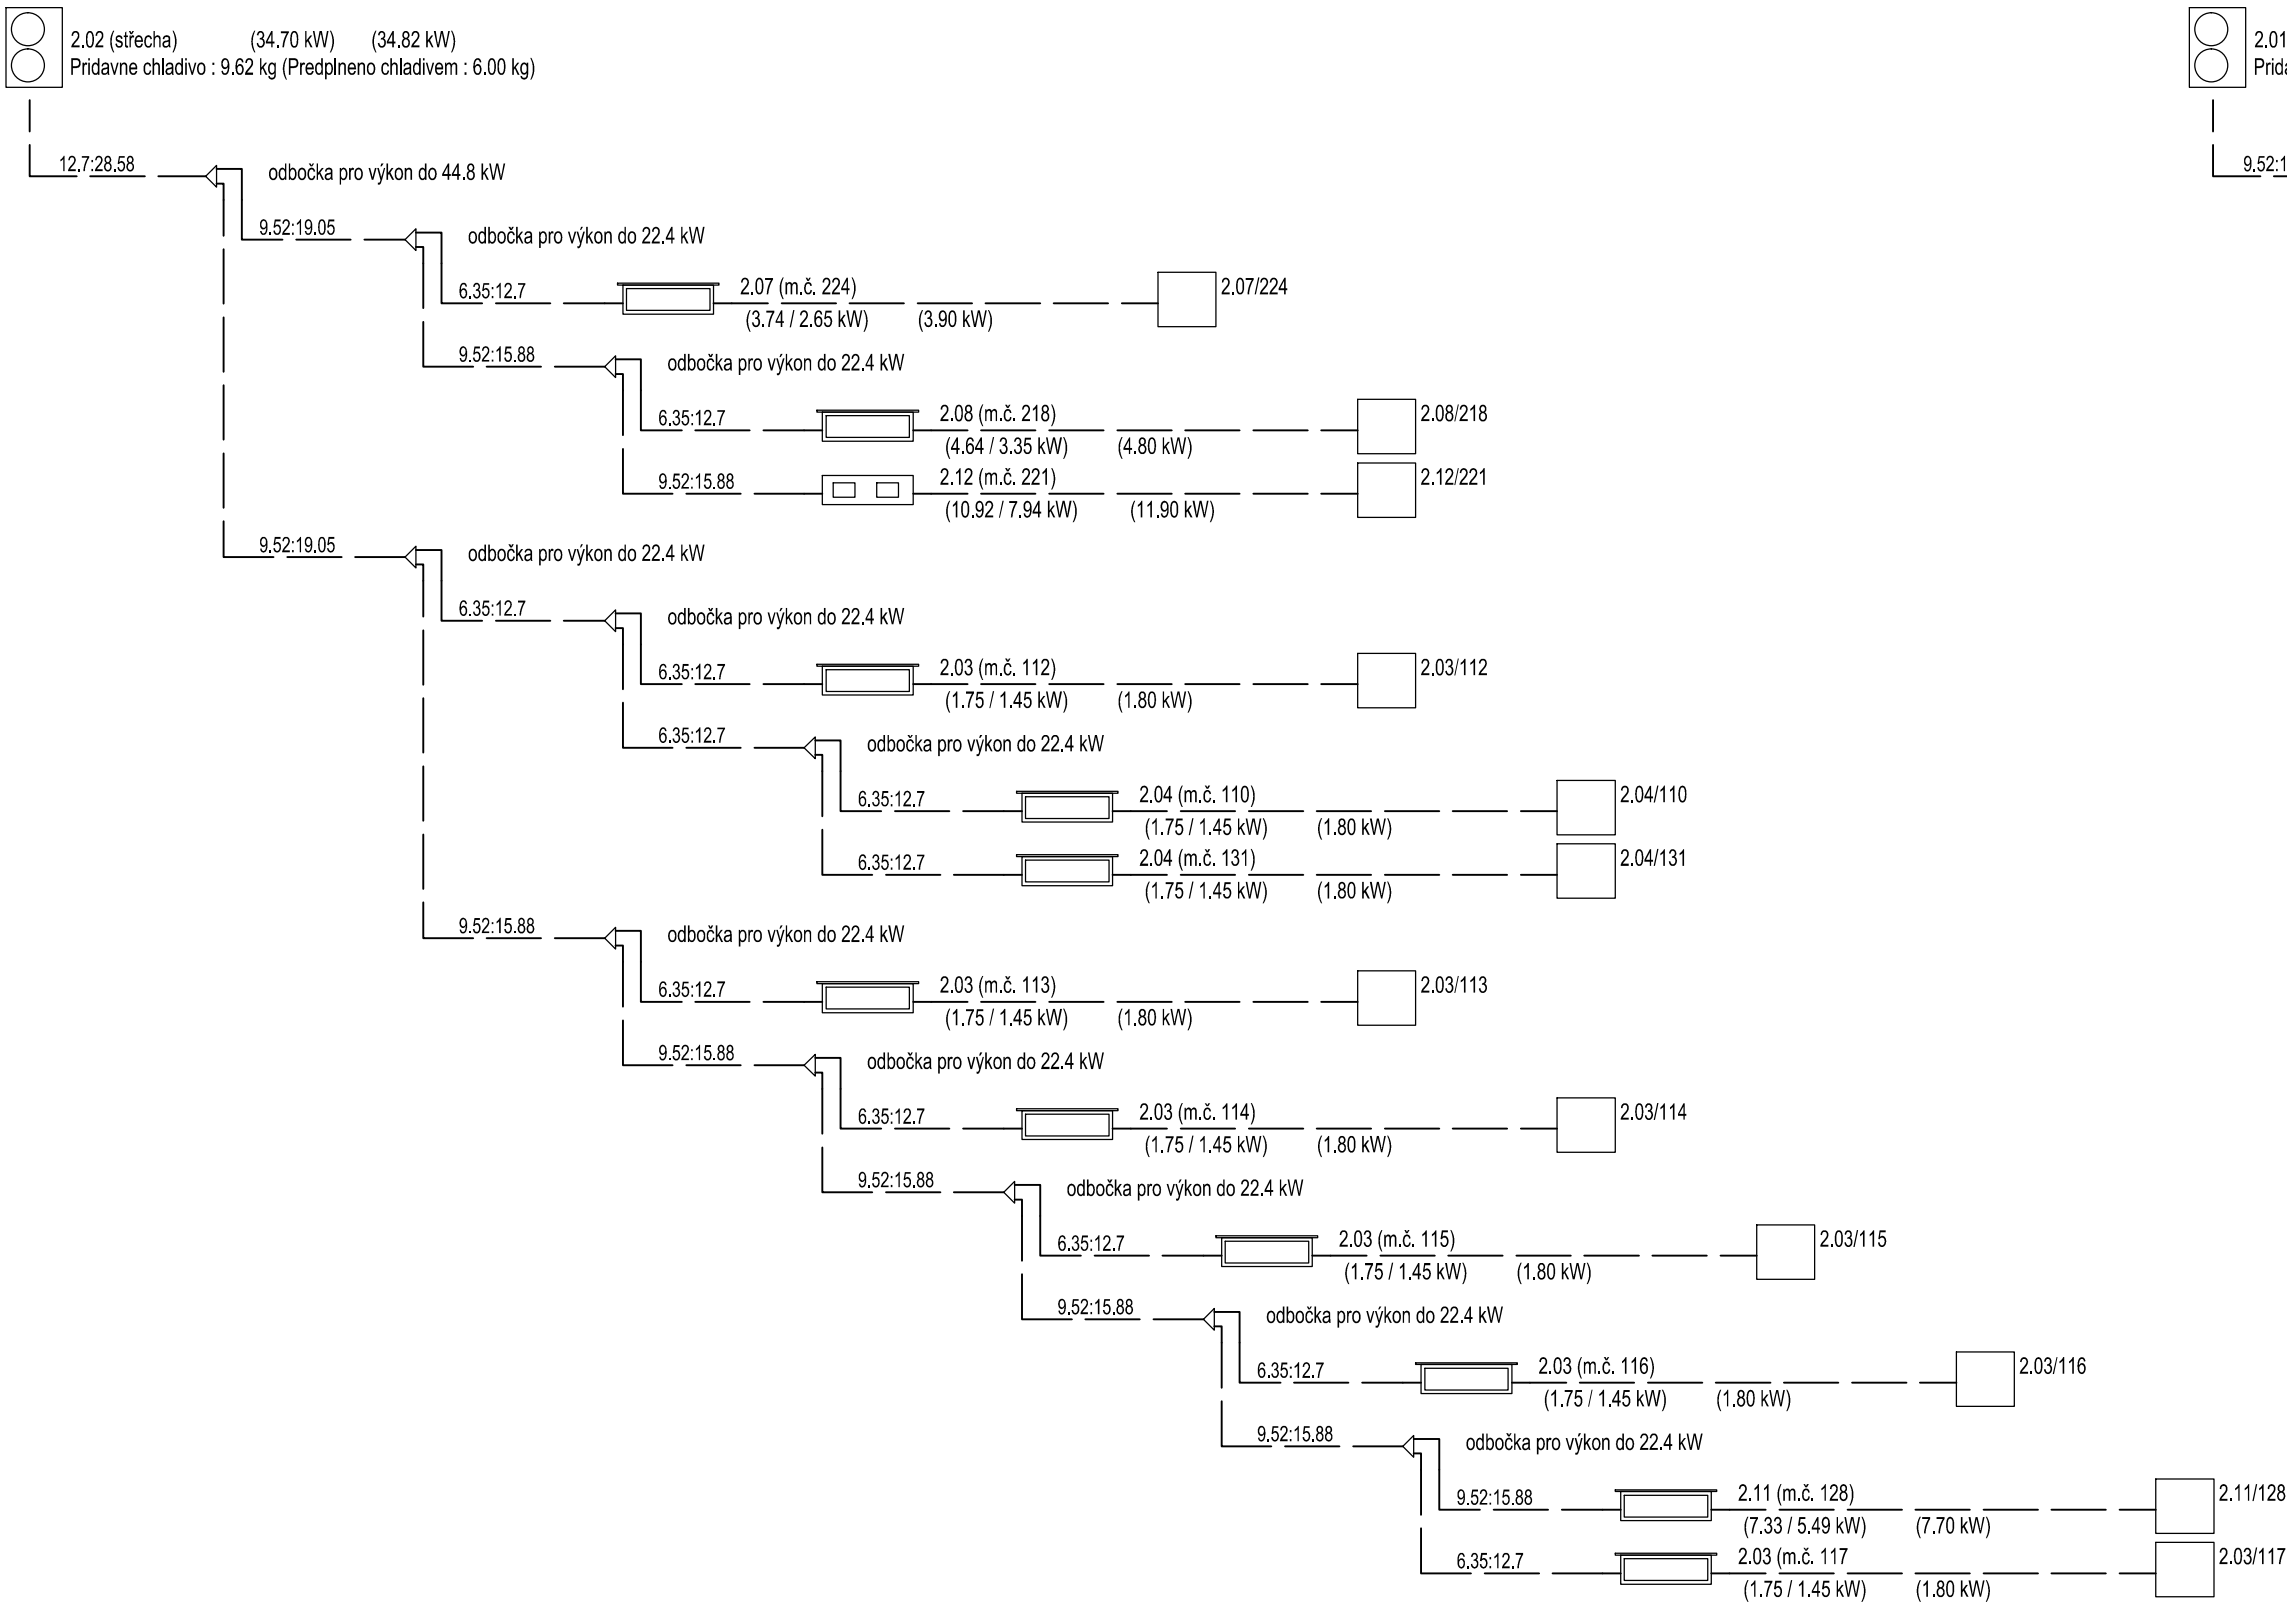 2.02 (střecha) (34.70 kW) (34.82 kW)
Pridavne chladivo : 9.62 kg (Predplneno chladivem : 6.00 kg)
2.01
Prida
12.7:28.58 odbočka pro výkon do 44.8 kW
9.52:1
9.52:19.05 odbočka pro výkon do 22.4 kW
6.35:12.7 2.07 (m.č. 224) 2.07/224
(3.74 / 2.65 kW) (3.90 kW)
9.52:15.88 odbočka pro výkon do 22.4 kW
6.35:12.7 2.08 (m.č. 218) 2.08/218
(4.64 / 3.35 kW) (4.80 kW)
9.52:15.88 2.12 (m.č. 221) 2.12/221
(10.92 / 7.94 kW) (11.90 kW)
9.52:19.05 odbočka pro výkon do 22.4 kW
6.35:12.7 odbočka pro výkon do 22.4 kW
6.35:12.7 2.03 (m.č. 112) 2.03/112
(1.75 / 1.45 kW) (1.80 kW)
6.35:12.7 odbočka pro výkon do 22.4 kW
6.35:12.7 2.04 (m.č. 110) 2.04/110
(1.75 / 1.45 kW) (1.80 kW)
6.35:12.7 2.04 (m.č. 131) 2.04/131
(1.75 / 1.45 kW) (1.80 kW)
9.52:15.88 odbočka pro výkon do 22.4 kW
6.35:12.7 2.03 (m.č. 113) 2.03/113
(1.75 / 1.45 kW) (1.80 kW)
9.52:15.88 odbočka pro výkon do 22.4 kW
6.35:12.7 2.03 (m.č. 114) 2.03/114
(1.75 / 1.45 kW) (1.80 kW)
9.52:15.88 odbočka pro výkon do 22.4 kW
6.35:12.7 2.03 (m.č. 115) 2.03/115
(1.75 / 1.45 kW) (1.80 kW)
9.52:15.88 odbočka pro výkon do 22.4 kW
6.35:12.7 2.03 (m.č. 116) 2.03/116
(1.75 / 1.45 kW) (1.80 kW)
9.52:15.88 odbočka pro výkon do 22.4 kW
9.52:15.88 2.11 (m.č. 128) 2.11/128
(7.33 / 5.49 kW) (7.70 kW)
6.35:12.7 2.03 (m.č. 117 2.03/117
(1.75 / 1.45 kW) (1.80 kW)